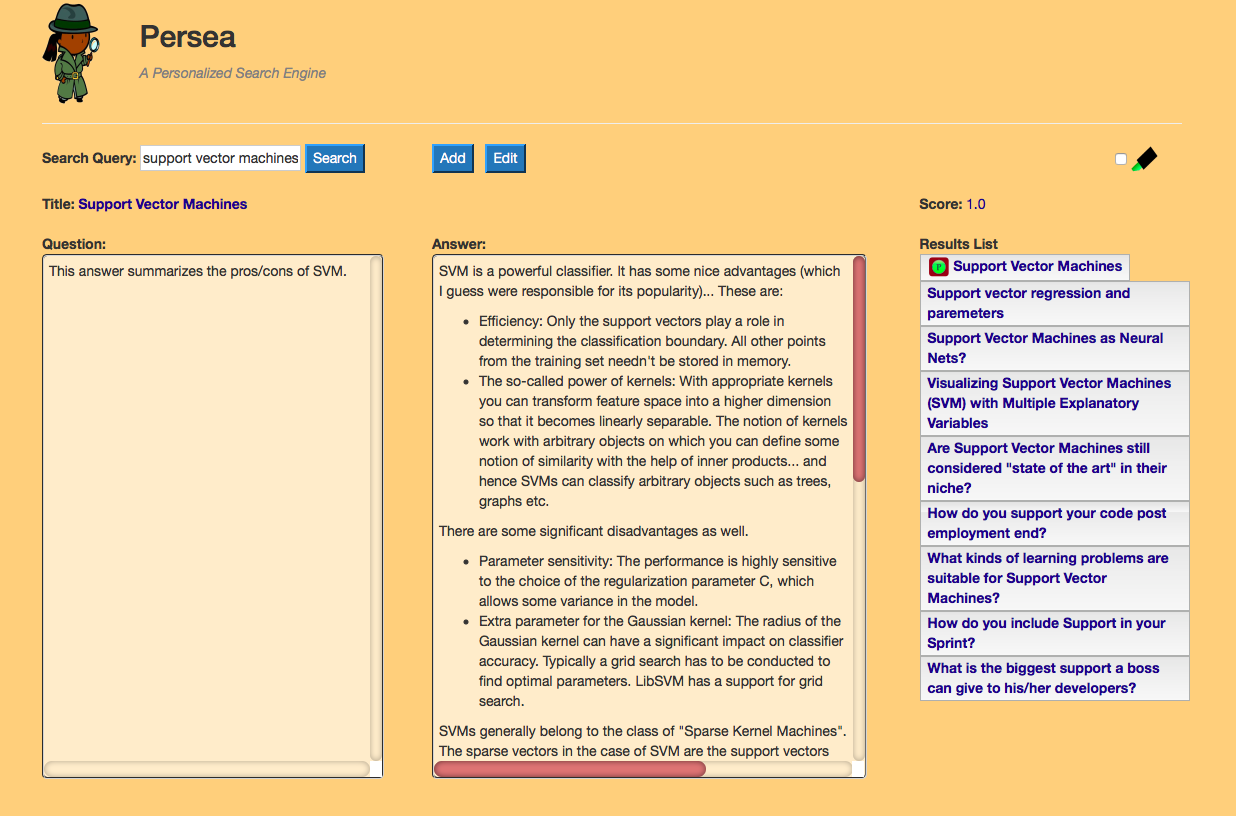 Persea
A Personalized Search Engine
Search Query: support vector machines Search Add Edit
Title: Support Vector Machines
Score: 1.0
Question:
This answer summarizes the pros/cons of SVM.
Answer:
SVM is a powerful classifier. It has some nice advantages (which
I guess were responsible for its popularity)... These are:
• Efficiency: Only the support vectors play a role in
determining the classification boundary. All other points
from the training set needn't be stored in memory.
• The so-called power of kernels: With appropriate kernels
you can transform feature space into a higher dimension
so that it becomes linearly separable. The notion of kernels
work with arbitrary objects on which you can define some
notion of similarity with the help of inner products... and
hence SVMs can classify arbitrary objects such as trees,
graphs etc.
There are some significant disadvantages as well.
• Parameter sensitivity: The performance is highly sensitive
to the choice of the regularization parameter C, which
allows some variance in the model.
• Extra parameter for the Gaussian kernel: The radius of the
Gaussian kernel can have a significant impact on classifier
accuracy. Typically a grid search has to be conducted to
find optimal parameters. LibSVM has a support for grid
search.
SVMs generally belong to the class of "Sparse Kernel Machines".
The sparse vectors in the case of SVM are the support vectors
Results List
P Support Vector Machines
Support vector regression and
paremeters
Support Vector Machines as Neural
Nets?
Visualizing Support Vector Machines
(SVM) with Multiple Explanatory
Variables
Are Support Vector Machines still
considered "state of the art" in their
niche?
How do you support your code post
employment end?
What kinds of learning problems are
suitable for Support Vector
Machines?
How do you include Support in your
Sprint?
What is the biggest support a boss
can give to his/her developers?